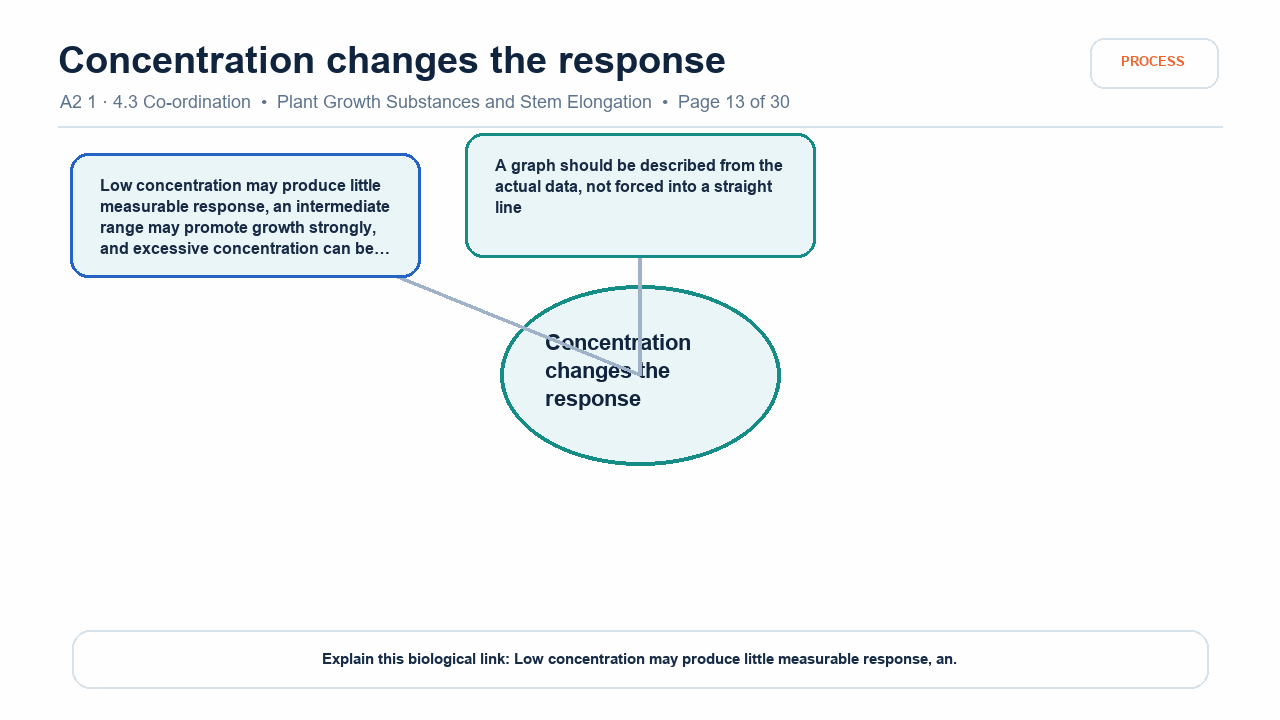 Concentration changes the response
PROCESS
A2 1 · 4.3 Co-ordination • Plant Growth Substances and Stem Elongation • Page 13 of 30
Low concentration may produce little
measurable response, an intermediate
range may promote growth strongly,
and excessive concentration can be…
A graph should be described from the
actual data, not forced into a straight
line
Concentration
changes the
response
Explain this biological link: Low concentration may produce little measurable response, an.